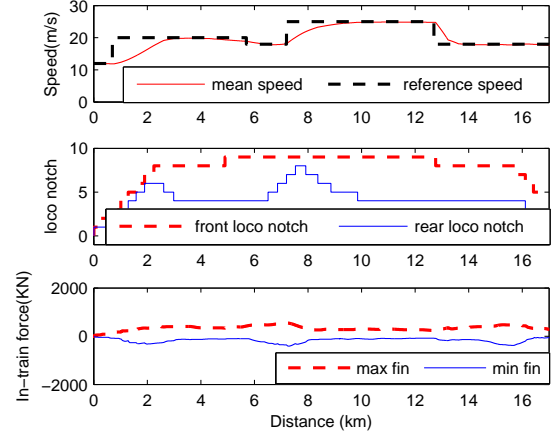 30
20
10
0
Speed(m/s)
mean speed
reference speed
0 2 4 6 8 10 12 14 16
10
5
0
loco notch
front loco notch
rear loco notch
0 2 4 6 8 10 12 14 16
2000
0
−2000
In−train force(KN)
max fin
min fin
0 2 4 6 8 10 12 14 16
Distance (km)